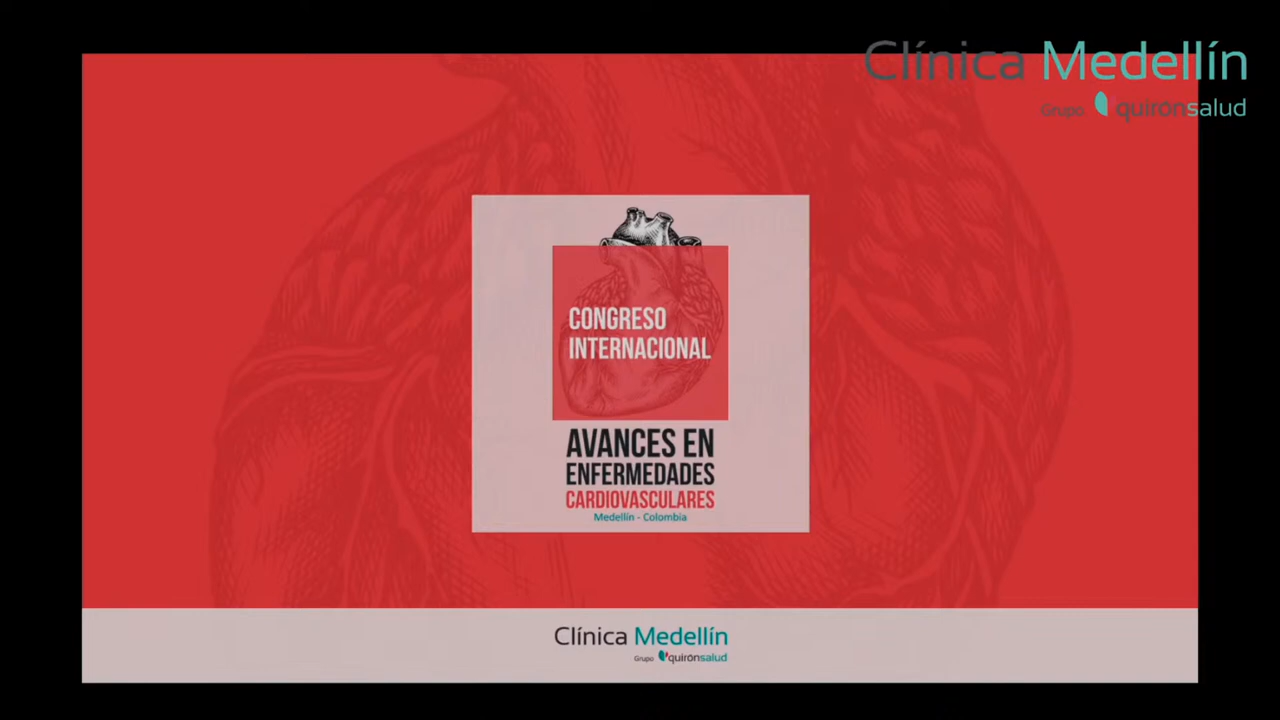 Clínica Medellín
Grupo quirónsalud
CONGRESO
INTERNACIONAL
AVANCES EN
ENFERMEDADES
CARDIOVASCULARES
Medellín - Colombia
Clínica Medellín
Grupo quirónsalud